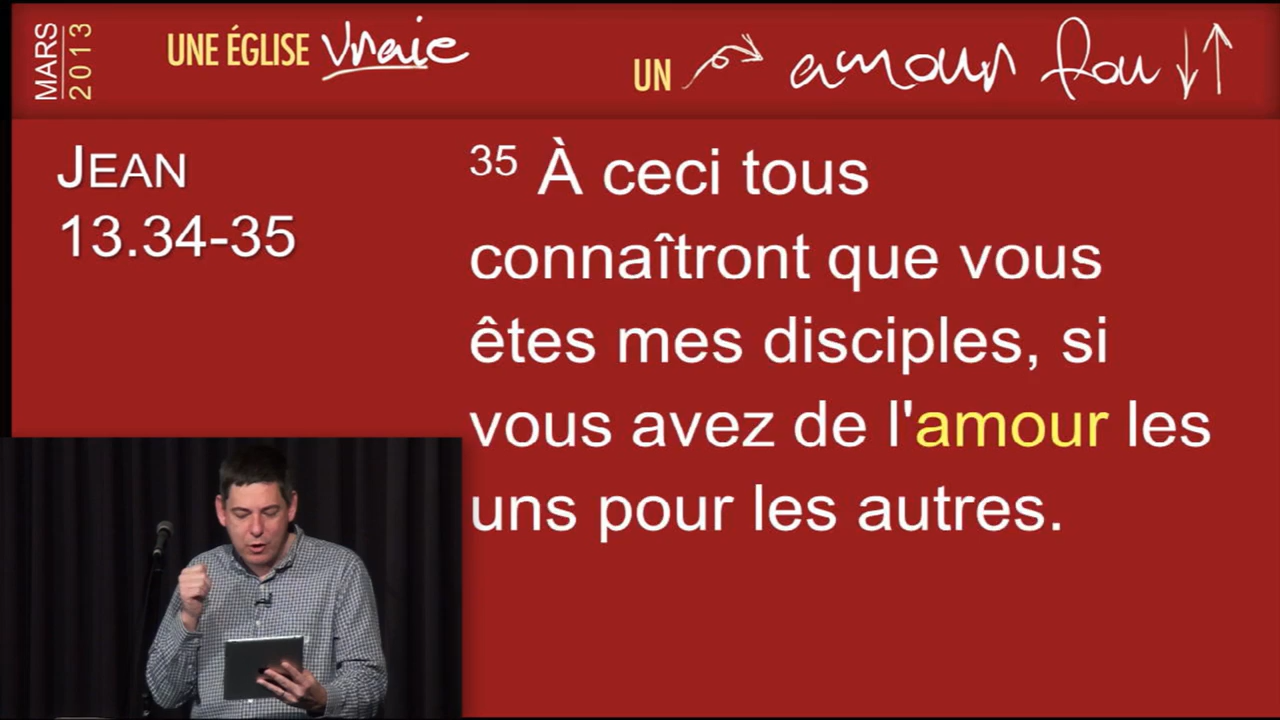 MARS
2013
UNE ÉGLISE vraie
UN amour fou
JEAN
13.34-35
35 À ceci tous
connaîtront que vous
êtes mes disciples, si
vous avez de l'amour les
uns pour les autres.